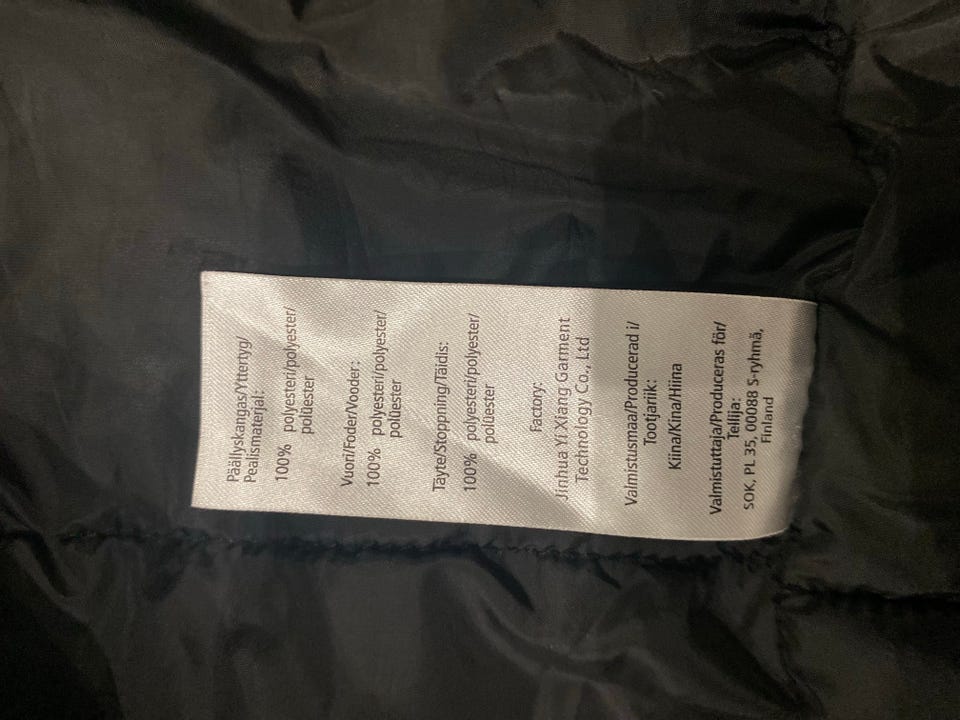 Päällyskangas/Yttertyg/
Pealismaterjal:
100% polyesteri/polyester/
polüester
Vuori/Foder/Vooder:
100% polyesteri/polyester/
polüester
Täyte/Stoppning/Täidis:
100% polyesteri/polyester/
polüester
Factory:
Jinhua Yi Xiang Garment
Technology Co., Ltd
Valmistusmaa/Producerad i/
Tootjariik:
Kiina/Kina/Hiina
Valmistuttaja/Produceras för/
Tellija:
SOK, PL 35, 00088 S-ryhmä,
Finland